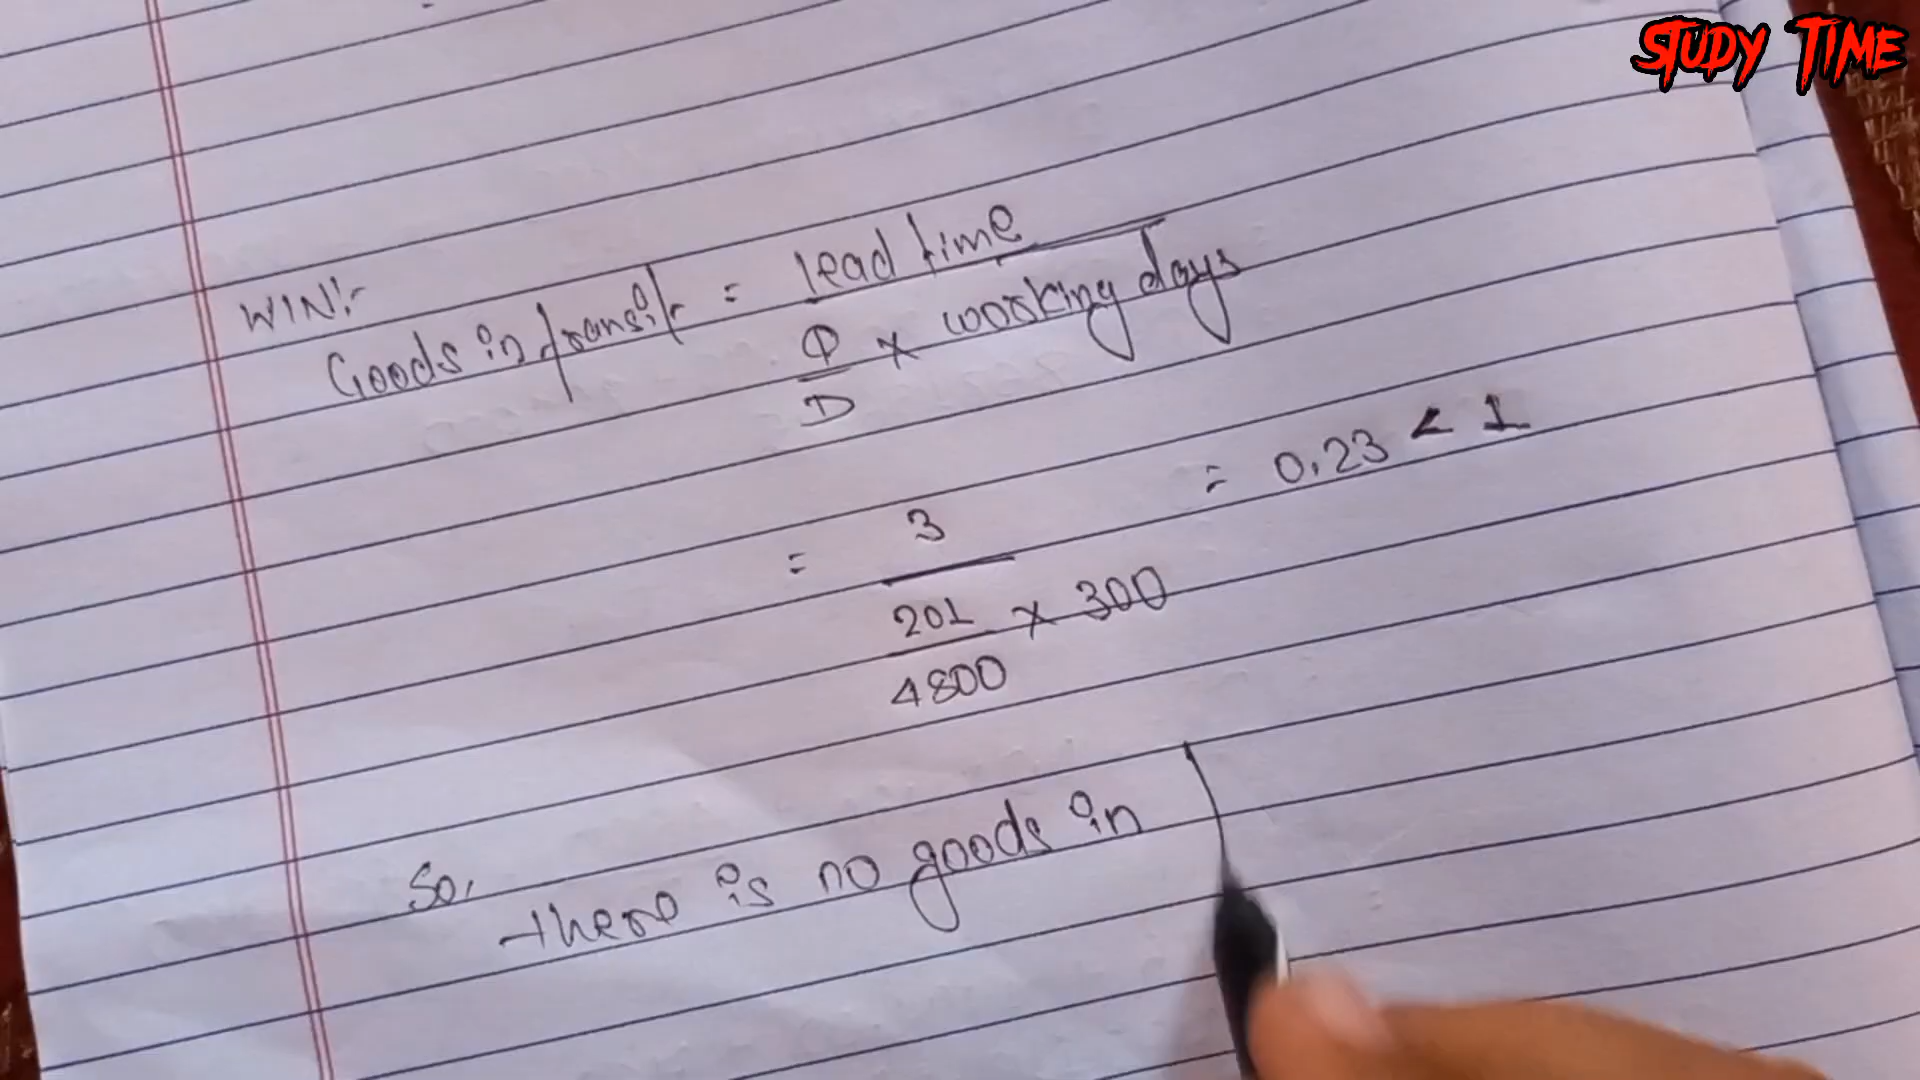 STUDY TIME
WIN:-
Goods in transit = lead time
Q/D × working days
= 3 / (201/4800 × 300) = 0.23 < 1
So,
there is no goods in